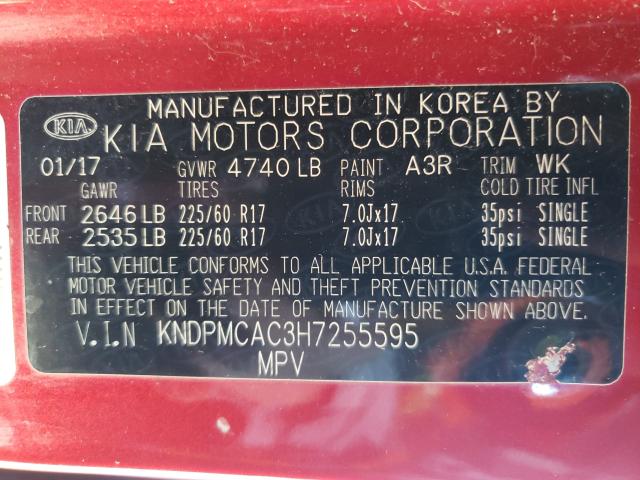 MANUFACTURED IN KOREA BY
KIA KIA MOTORS CORPORATION
01/17 GVWR 4740 LB PAINT A3R TRIM WK
GAWR TIRES RIMS COLD TIRE INFL
FRONT 2646 LB 225/60 R17 7.0Jx17 35psi SINGLE
REAR 2535 LB 225/60 R17 7.0Jx17 35psi SINGLE
THIS VEHICLE CONFORMS TO ALL APPLICABLE U.S.A. FEDERAL
MOTOR VEHICLE SAFETY AND THEFT PREVENTION STANDARDS
IN EFFECT ON THE DATE OF MANUFACTURE SHOWN ABOVE.
V.I.N KNDPMCAC3H7255595
MPV